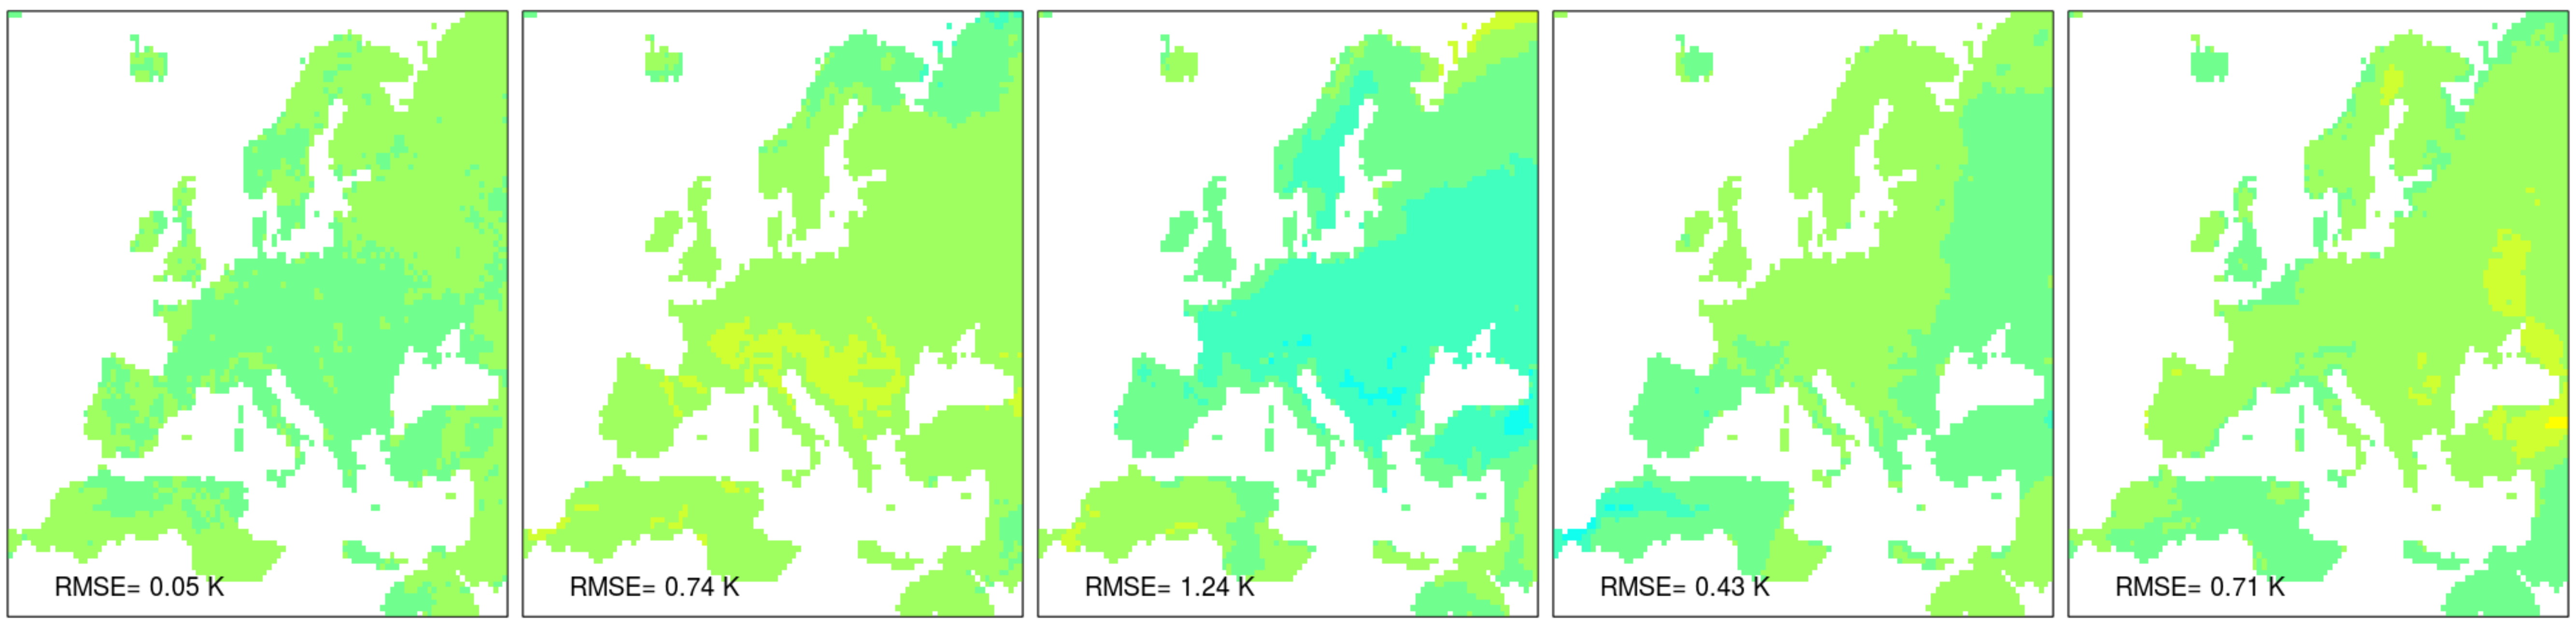 RMSE= 0.05 K
RMSE= 0.74 K
RMSE= 1.24 K
RMSE= 0.43 K
RMSE= 0.71 K